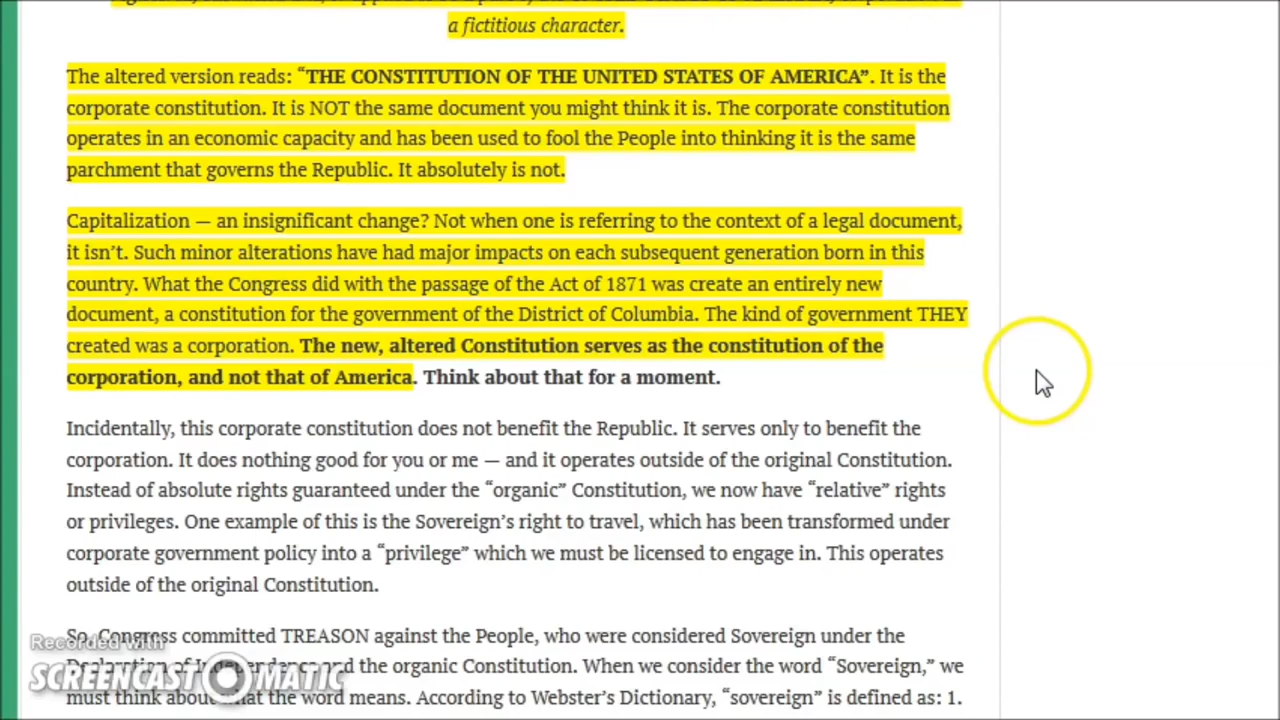 a fictitious character.
The altered version reads: “THE CONSTITUTION OF THE UNITED STATES OF AMERICA”. It is the
corporate constitution. It is NOT the same document you might think it is. The corporate constitution
operates in an economic capacity and has been used to fool the People into thinking it is the same
parchment that governs the Republic. It absolutely is not.
Capitalization — an insignificant change? Not when one is referring to the context of a legal document,
it isn’t. Such minor alterations have had major impacts on each subsequent generation born in this
country. What the Congress did with the passage of the Act of 1871 was create an entirely new
document, a constitution for the government of the District of Columbia. The kind of government THEY
created was a corporation. The new, altered Constitution serves as the constitution of the
corporation, and not that of America. Think about that for a moment.
Incidentally, this corporate constitution does not benefit the Republic. It serves only to benefit the
corporation. It does nothing good for you or me — and it operates outside of the original Constitution.
Instead of absolute rights guaranteed under the “organic” Constitution, we now have “relative” rights
or privileges. One example of this is the Sovereign’s right to travel, which has been transformed under
corporate government policy into a “privilege” which we must be licensed to engage in. This operates
outside of the original Constitution.
So, Congress committed TREASON against the People, who were considered Sovereign under the
Declaration of Independence and the organic Constitution. When we consider the word “Sovereign,” we
must think about what the word means. According to Webster’s Dictionary, “sovereign” is defined as: 1.
Recorded with
SCREENCAST MATIC